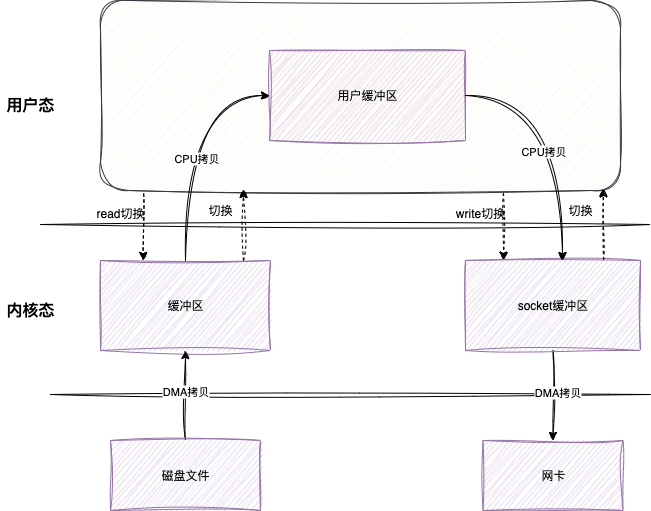 用户态
用户缓冲区
CPU拷贝
CPU拷贝
read切换
切换
write切换
切换
内核态
缓冲区
socket缓冲区
DMA拷贝
DMA拷贝
磁盘文件
网卡